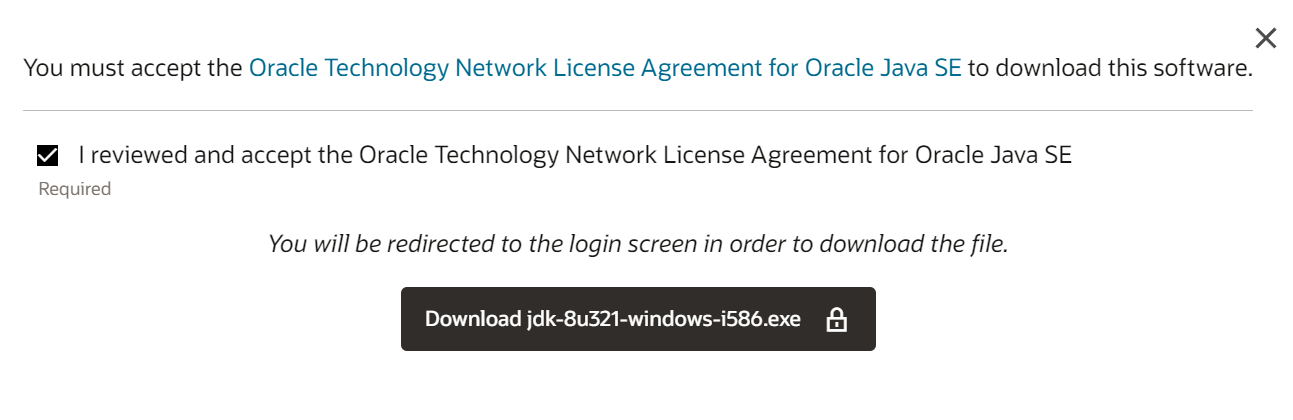 You must accept the Oracle Technology Network License Agreement for Oracle Java SE to download this software.
I reviewed and accept the Oracle Technology Network License Agreement for Oracle Java SE
Required
You will be redirected to the login screen in order to download the file.
Download jdk-8u321-windows-i586.exe